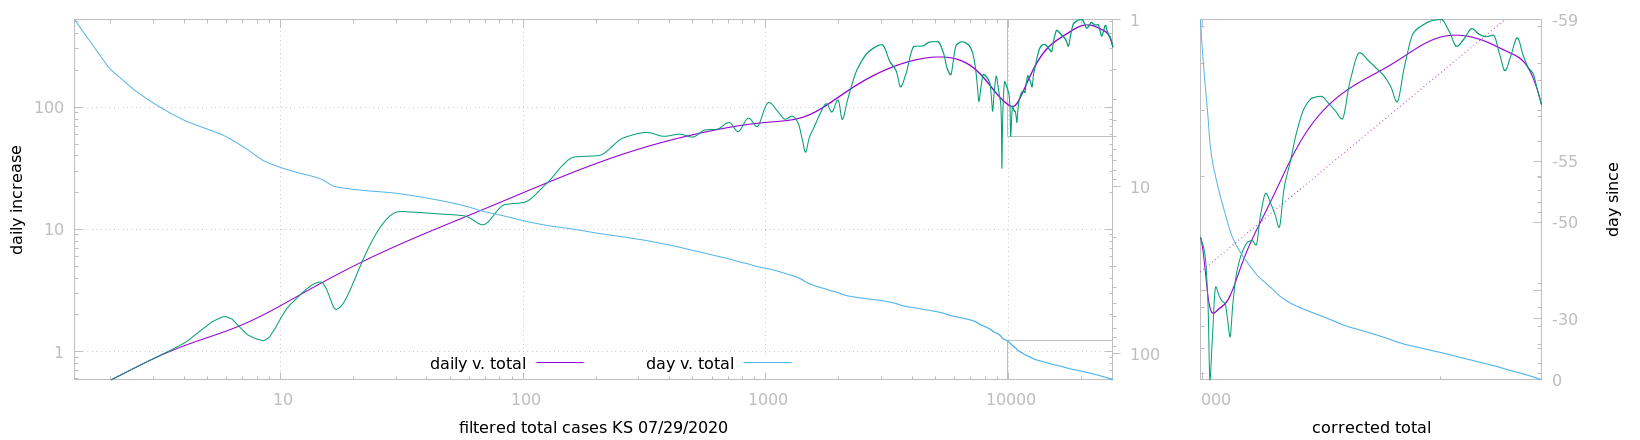 daily increase
100
10
1
10
100
1000
10000
1
10
100
daily v. total
day v. total
filtered total cases KS 07/29/2020
000
corrected total
-59
-55
-50
-30
0
day since